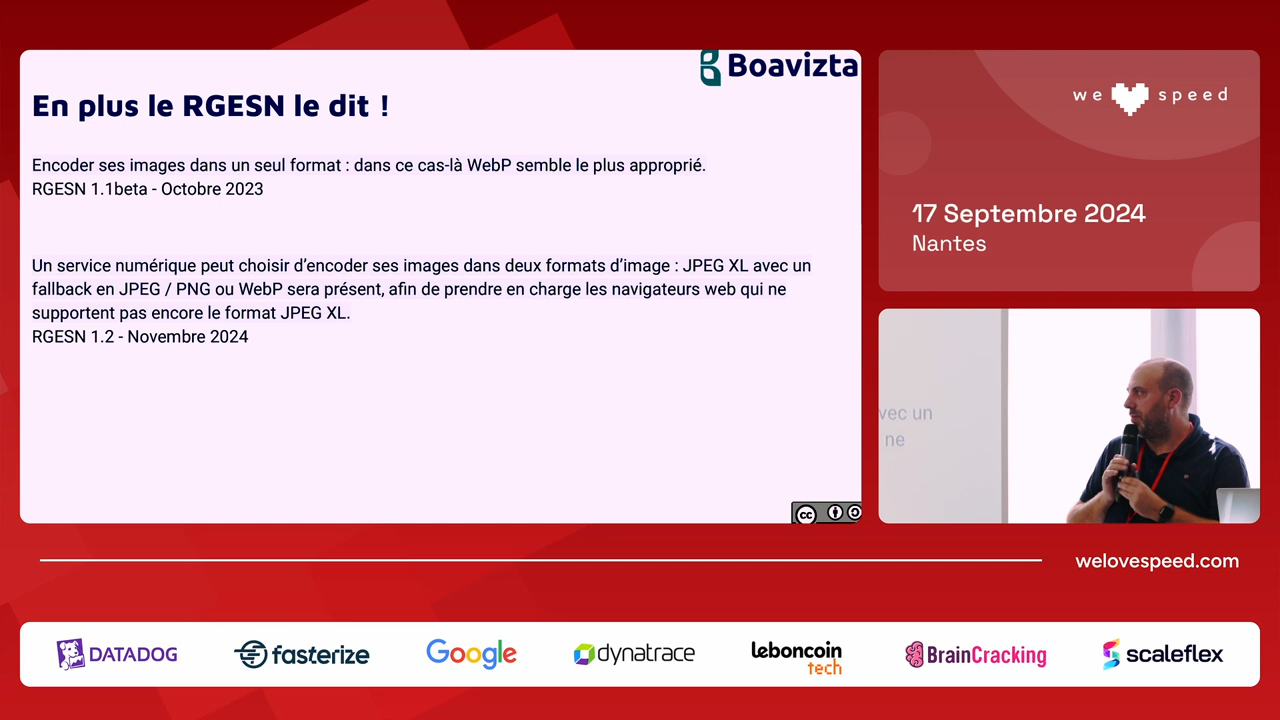 Boavizta
En plus le RGESN le dit !
Encoder ses images dans un seul format : dans ce cas-là WebP semble le plus approprié.
RGESN 1.1beta - Octobre 2023
Un service numérique peut choisir d’encoder ses images dans deux formats d’image : JPEG XL avec un
fallback en JPEG / PNG ou WebP sera présent, afin de prendre en charge les navigateurs web qui ne
supportent pas encore le format JPEG XL.
RGESN 1.2 - Novembre 2024
cc
we speed
17 Septembre 2024
Nantes
vec un
ne
welovespeed.com
DATADOG
fasterize
Google
dynatrace
leboncoin
tech
BrainCracking
scaleflex